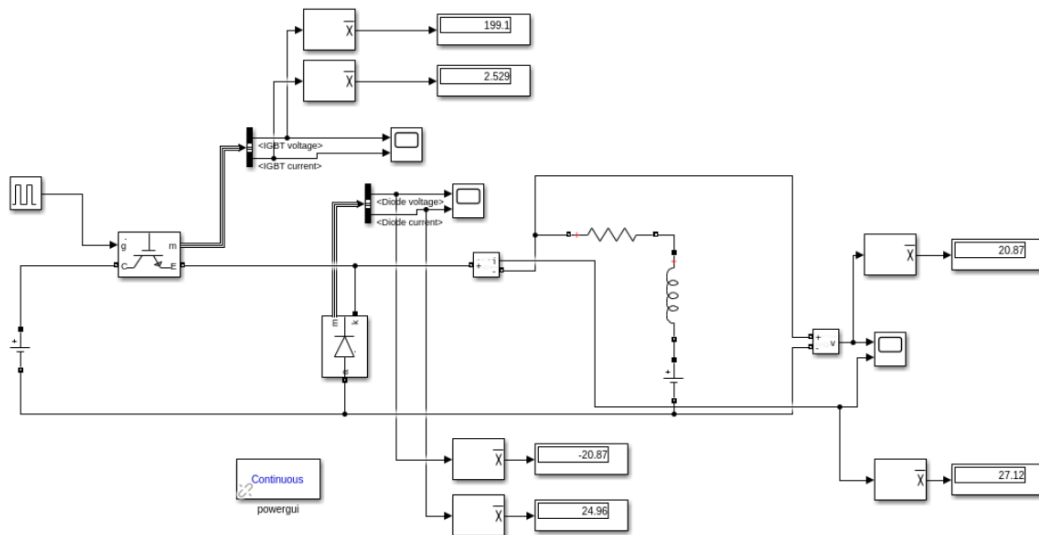 199.1
2.529
<IGBT voltage>
<IGBT current>
<Diode voltage>
<Diode current>
g
m
C
E
m
k
a
i
+
-
+
+
+
-
v
+
20.87
27.12
-20.87
24.96
Continuous
powergui